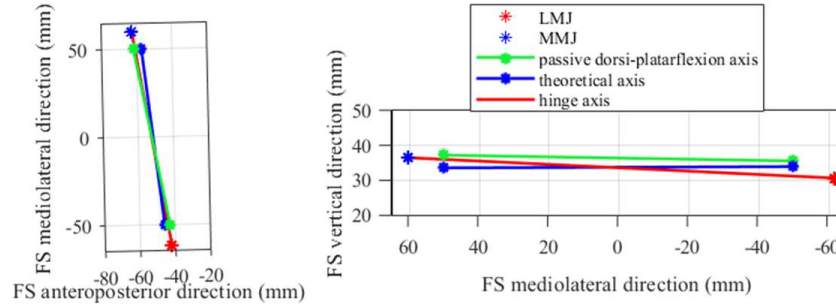 FS mediolateral direction (mm)
50
0
-50
-80 -60 -40 -20
FS anteroposterior direction (mm)
LMJ
MMJ
passive dorsi-platarflexion axis
theoretical axis
hinge axis
FS vertical direction (mm)
50
40
30
20
60 40 20 0 -20 -40 -60
FS mediolateral direction (mm)